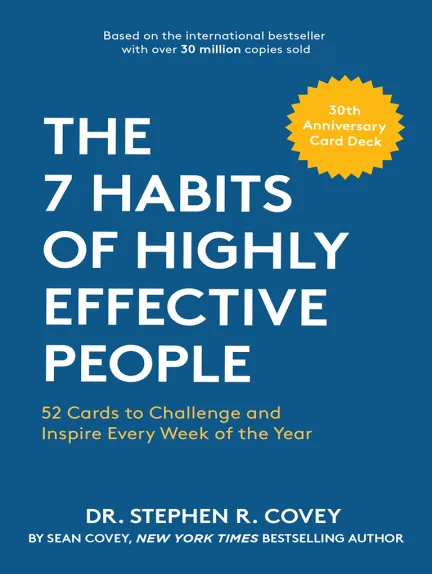 Based on the international bestseller
with over 30 million copies sold
30th
Anniversary
Card Deck
THE
7 HABITS
OF HIGHLY
EFFECTIVE
PEOPLE
52 Cards to Challenge and
Inspire Every Week of the Year
DR. STEPHEN R. COVEY
BY SEAN COVEY, NEW YORK TIMES BESTSELLING AUTHOR